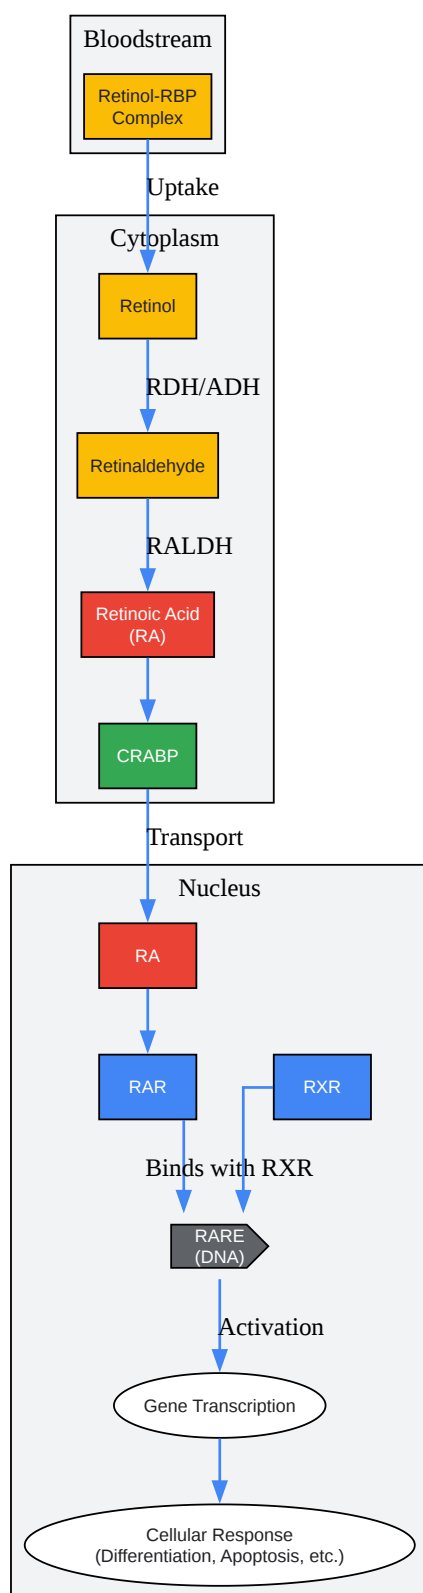 Bloodstream
Retinol-RBP
Complex
Uptake
Cytoplasm
Retinol
RDH/ADH
Retinaldehyde
RALDH
Retinoic Acid
(RA)
CRABP
Transport
Nucleus
RA
RAR
RXR
Binds with RXR
RARE
(DNA)
Activation
Gene Transcription
Cellular Response
(Differentiation, Apoptosis, etc.)